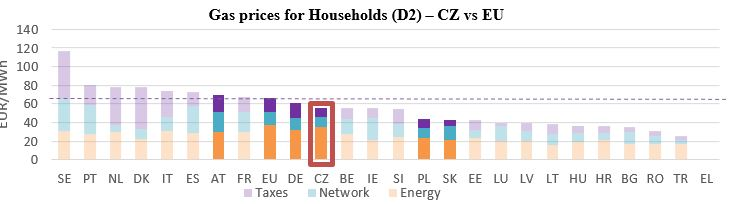 Gas prices for Households (D2) – CZ vs EU
EUR/MWh
140
120
100
80
60
40
20
0
SE PT NL DK IT ES AT FR EU DE CZ BE IE SI PL SK EE LU LV LT HU HR BG RO TR EL
Taxes Network Energy